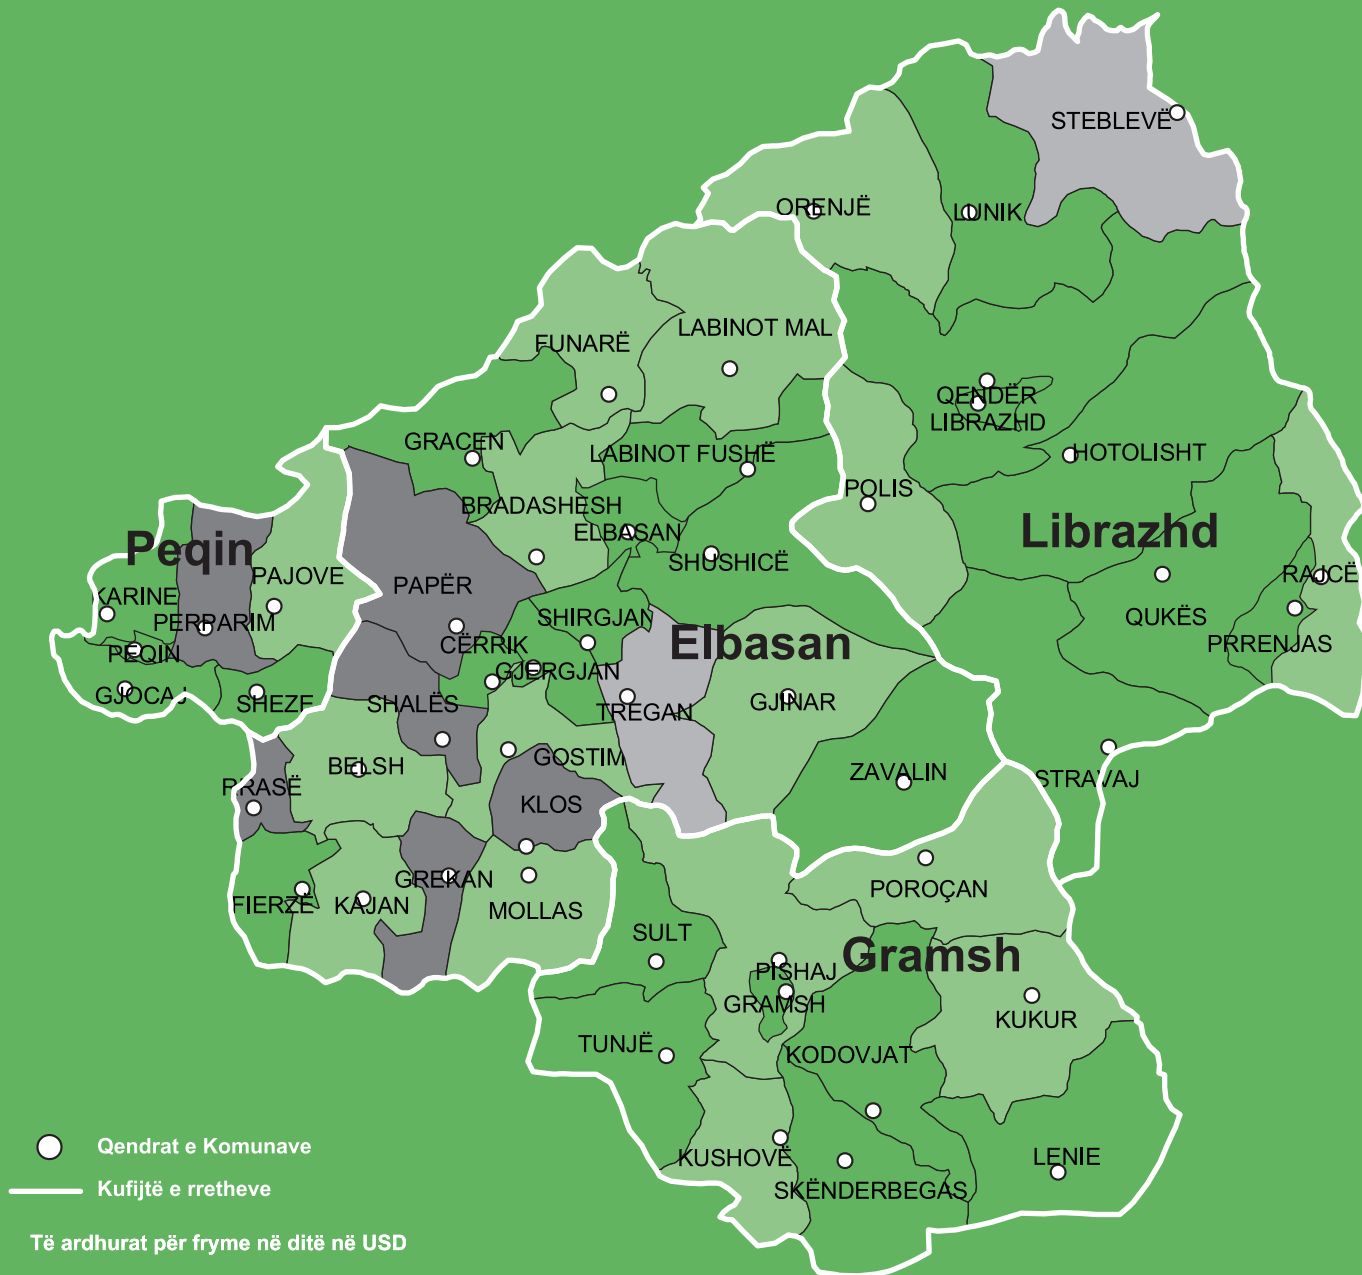 STEBLEVË
ORENJË
LUNIK
LABINOT MAL
FUNARË
QENDËR
LIBRAZHD
GRACEN
LABINOT FUSHË
HOTOLISHT
POLIS
BRADASHESH
ELBASAN
Librazhd
Peqin
SHUSHICË
PAJOVE
PAPËR
RAJCË
KARINE
PERPARIM
SHIRGJAN
QUKËS
PRRENJAS
CËRRIK
Elbasan
PEQIN
GJERGJAN
GJOCAJ
SHEZE
SHALËS
TREGAN
GJINAR
BELSH
GOSTIM
ZAVALIN
STRAVAJ
RRASË
KLOS
GREKAN
POROÇAN
FIERZË
KAJAN
MOLLAS
SULT
Gramsh
PISHAJ
GRAMSH
KUKUR
TUNJË
KODOVJAT
Qendrat e Komunave
KUSHOVË
LENIE
Kufijtë e rretheve
SKËNDERBEGAS
Të ardhurat për fryme në ditë në USD